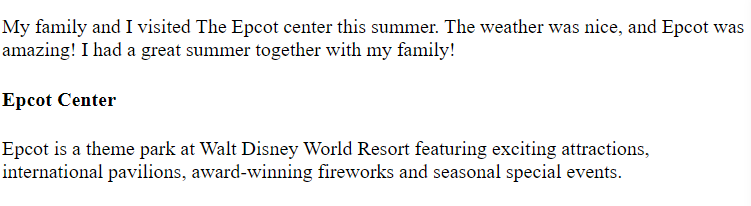 My family and I visited The Epcot center this summer. The weather was nice, and Epcot was
amazing! I had a great summer together with my family!
Epcot Center
Epcot is a theme park at Walt Disney World Resort featuring exciting attractions,
international pavilions, award-winning fireworks and seasonal special events.